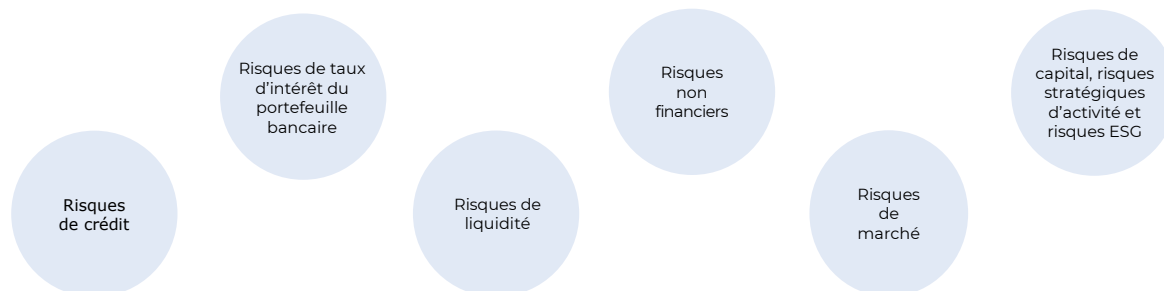 Risques
de crédit
Risques de taux
d’intérêt du
portefeuille
bancaire
Risques de
liquidité
Risques
non
financiers
Risques
de
marché
Risques de
capital, risques
stratégiques
d’activité et
risques ESG